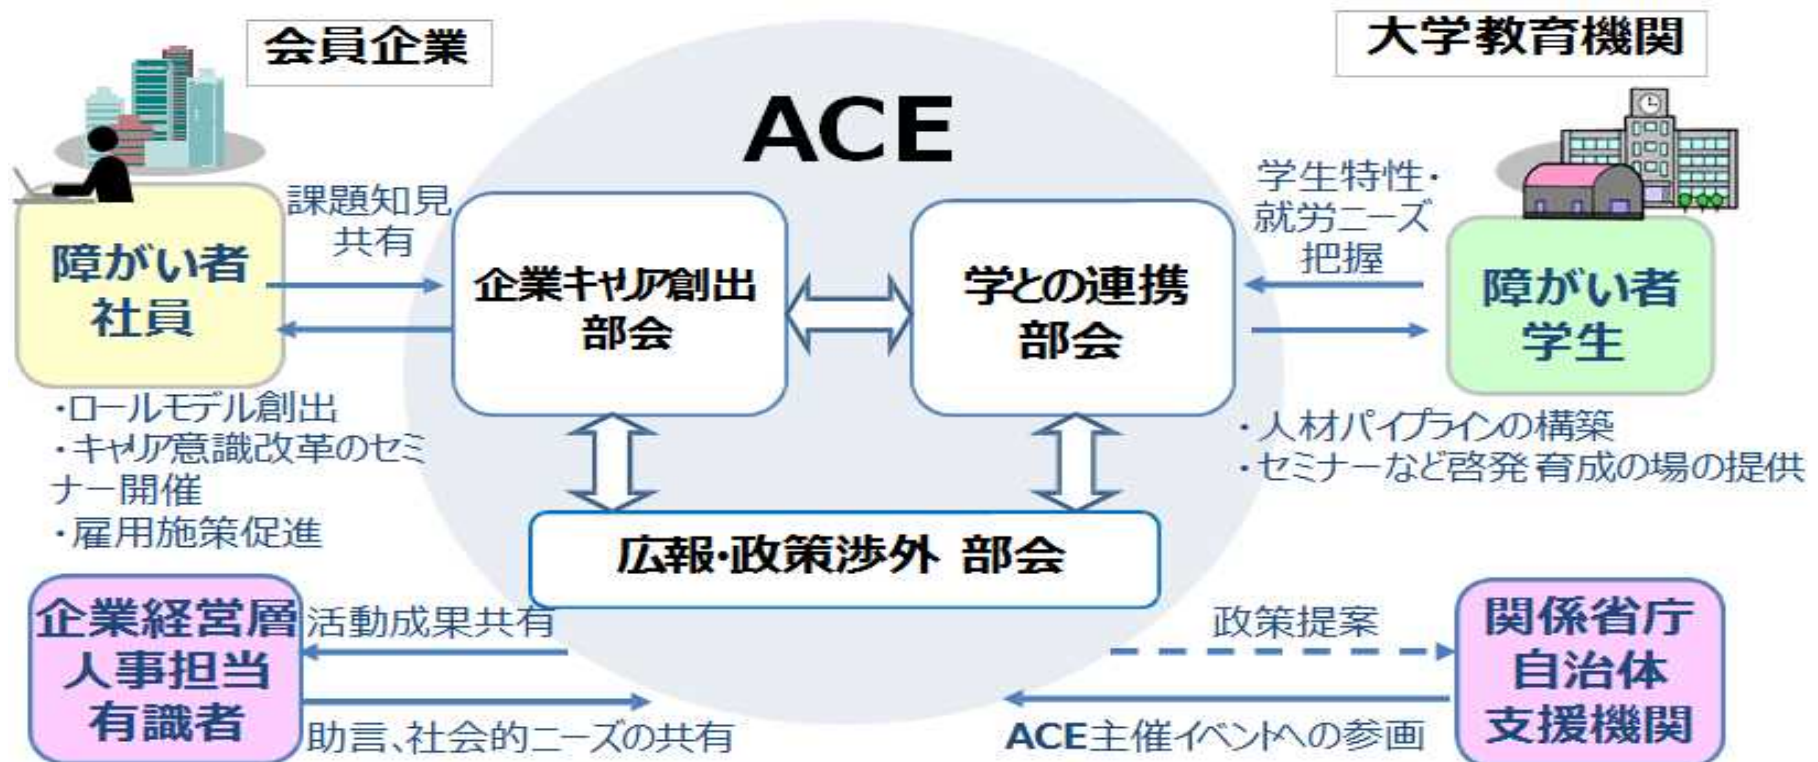 会員企業
大学教育機関
ACE
障がい者
社員
課題知見
共有
企業キャリア創出
部会
学との連携
部会
学生特性・
就労ニーズ
把握
障がい者
学生
・ロールモデル創出
・キャリア意識改革のセミ
ナー開催
・雇用施策促進
・人材パイプラインの構築
・セミナーなど啓発 育成の場の提供
広報・政策渉外 部会
企業経営層
人事担当
有識者
活動成果共有
助言、社会的ニーズの共有
政策提案
ACE主催イベントへの参画
関係省庁
自治体
支援機関